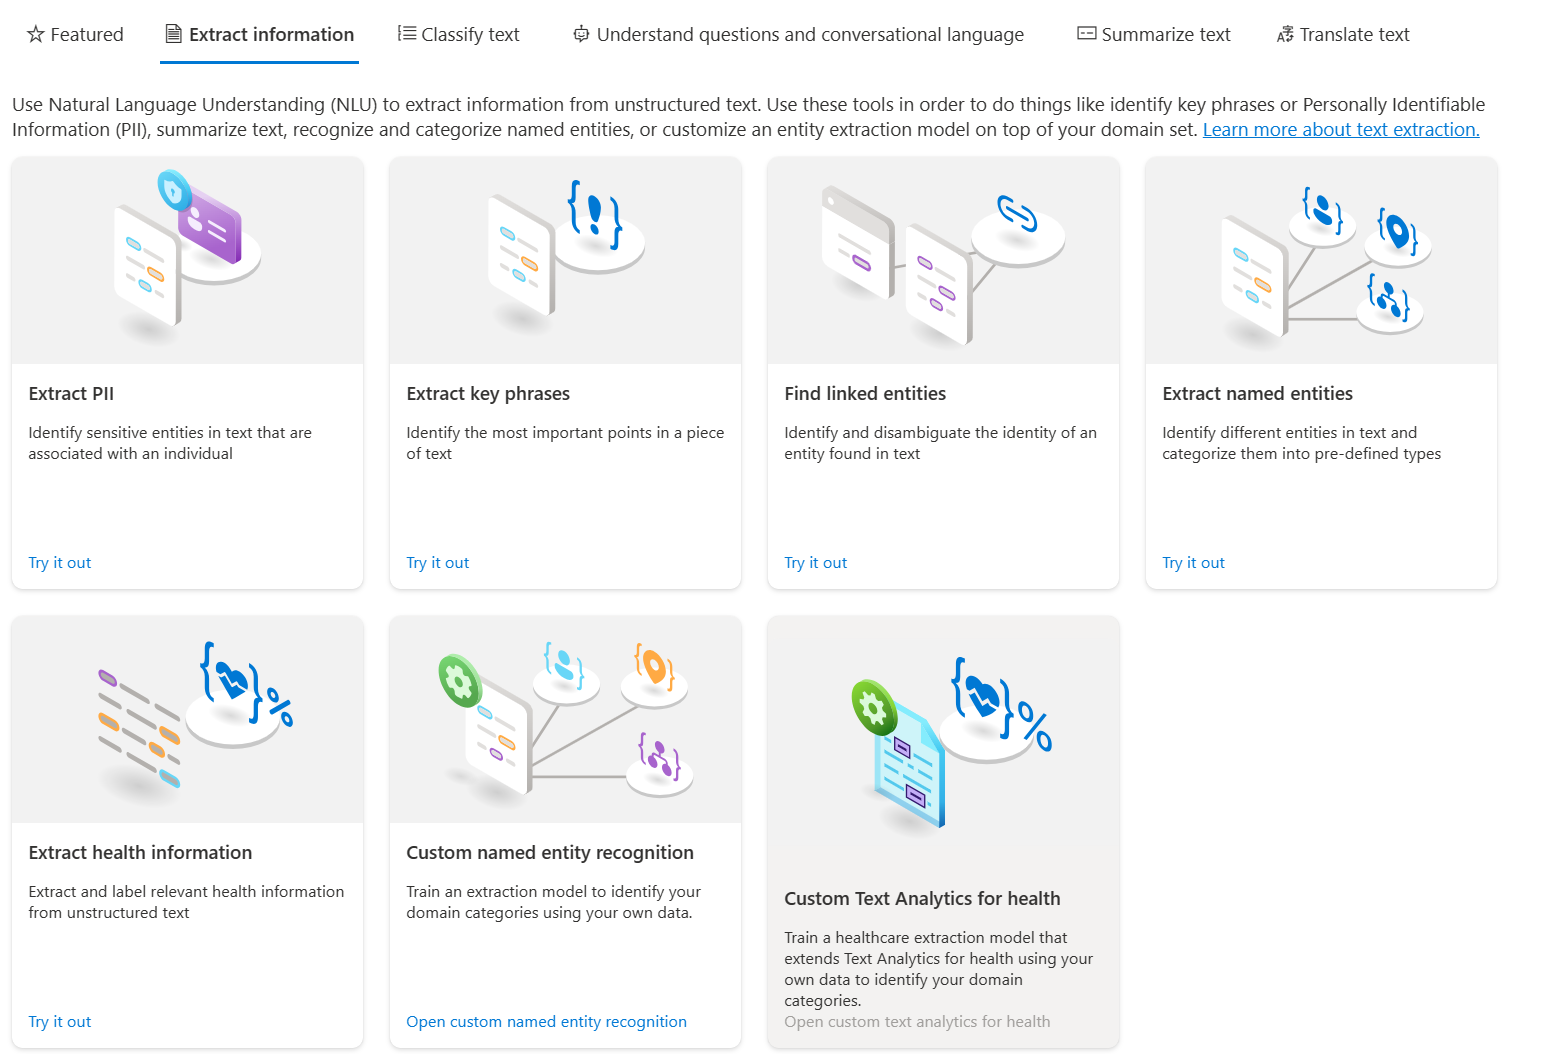 Featured
Extract information
Classify text
Understand questions and conversational language
Summarize text
Translate text
Use Natural Language Understanding (NLU) to extract information from unstructured text. Use these tools in order to do things like identify key phrases or Personally Identifiable
Information (PII), summarize text, recognize and categorize named entities, or customize an entity extraction model on top of your domain set. Learn more about text extraction.
Extract PII
Identify sensitive entities in text that are
associated with an individual
Try it out
Extract key phrases
Identify the most important points in a piece
of text
Try it out
Find linked entities
Identify and disambiguate the identity of an
entity found in text
Try it out
Extract named entities
Identify different entities in text and
categorize them into pre-defined types
Try it out
Extract health information
Extract and label relevant health information
from unstructured text
Try it out
Custom named entity recognition
Train an extraction model to identify your
domain categories using your own data.
Open custom named entity recognition
Custom Text Analytics for health
Train a healthcare extraction model that
extends Text Analytics for health using your
own data to identify your domain
categories.
Open custom text analytics for health